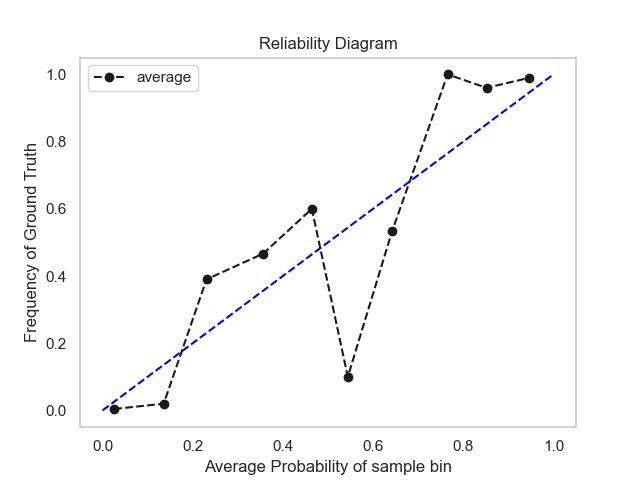 Reliability Diagram
average
Frequency of Ground Truth
1.0
0.8
0.6
0.4
0.2
0.0
0.0 0.2 0.4 0.6 0.8 1.0
Average Probability of sample bin